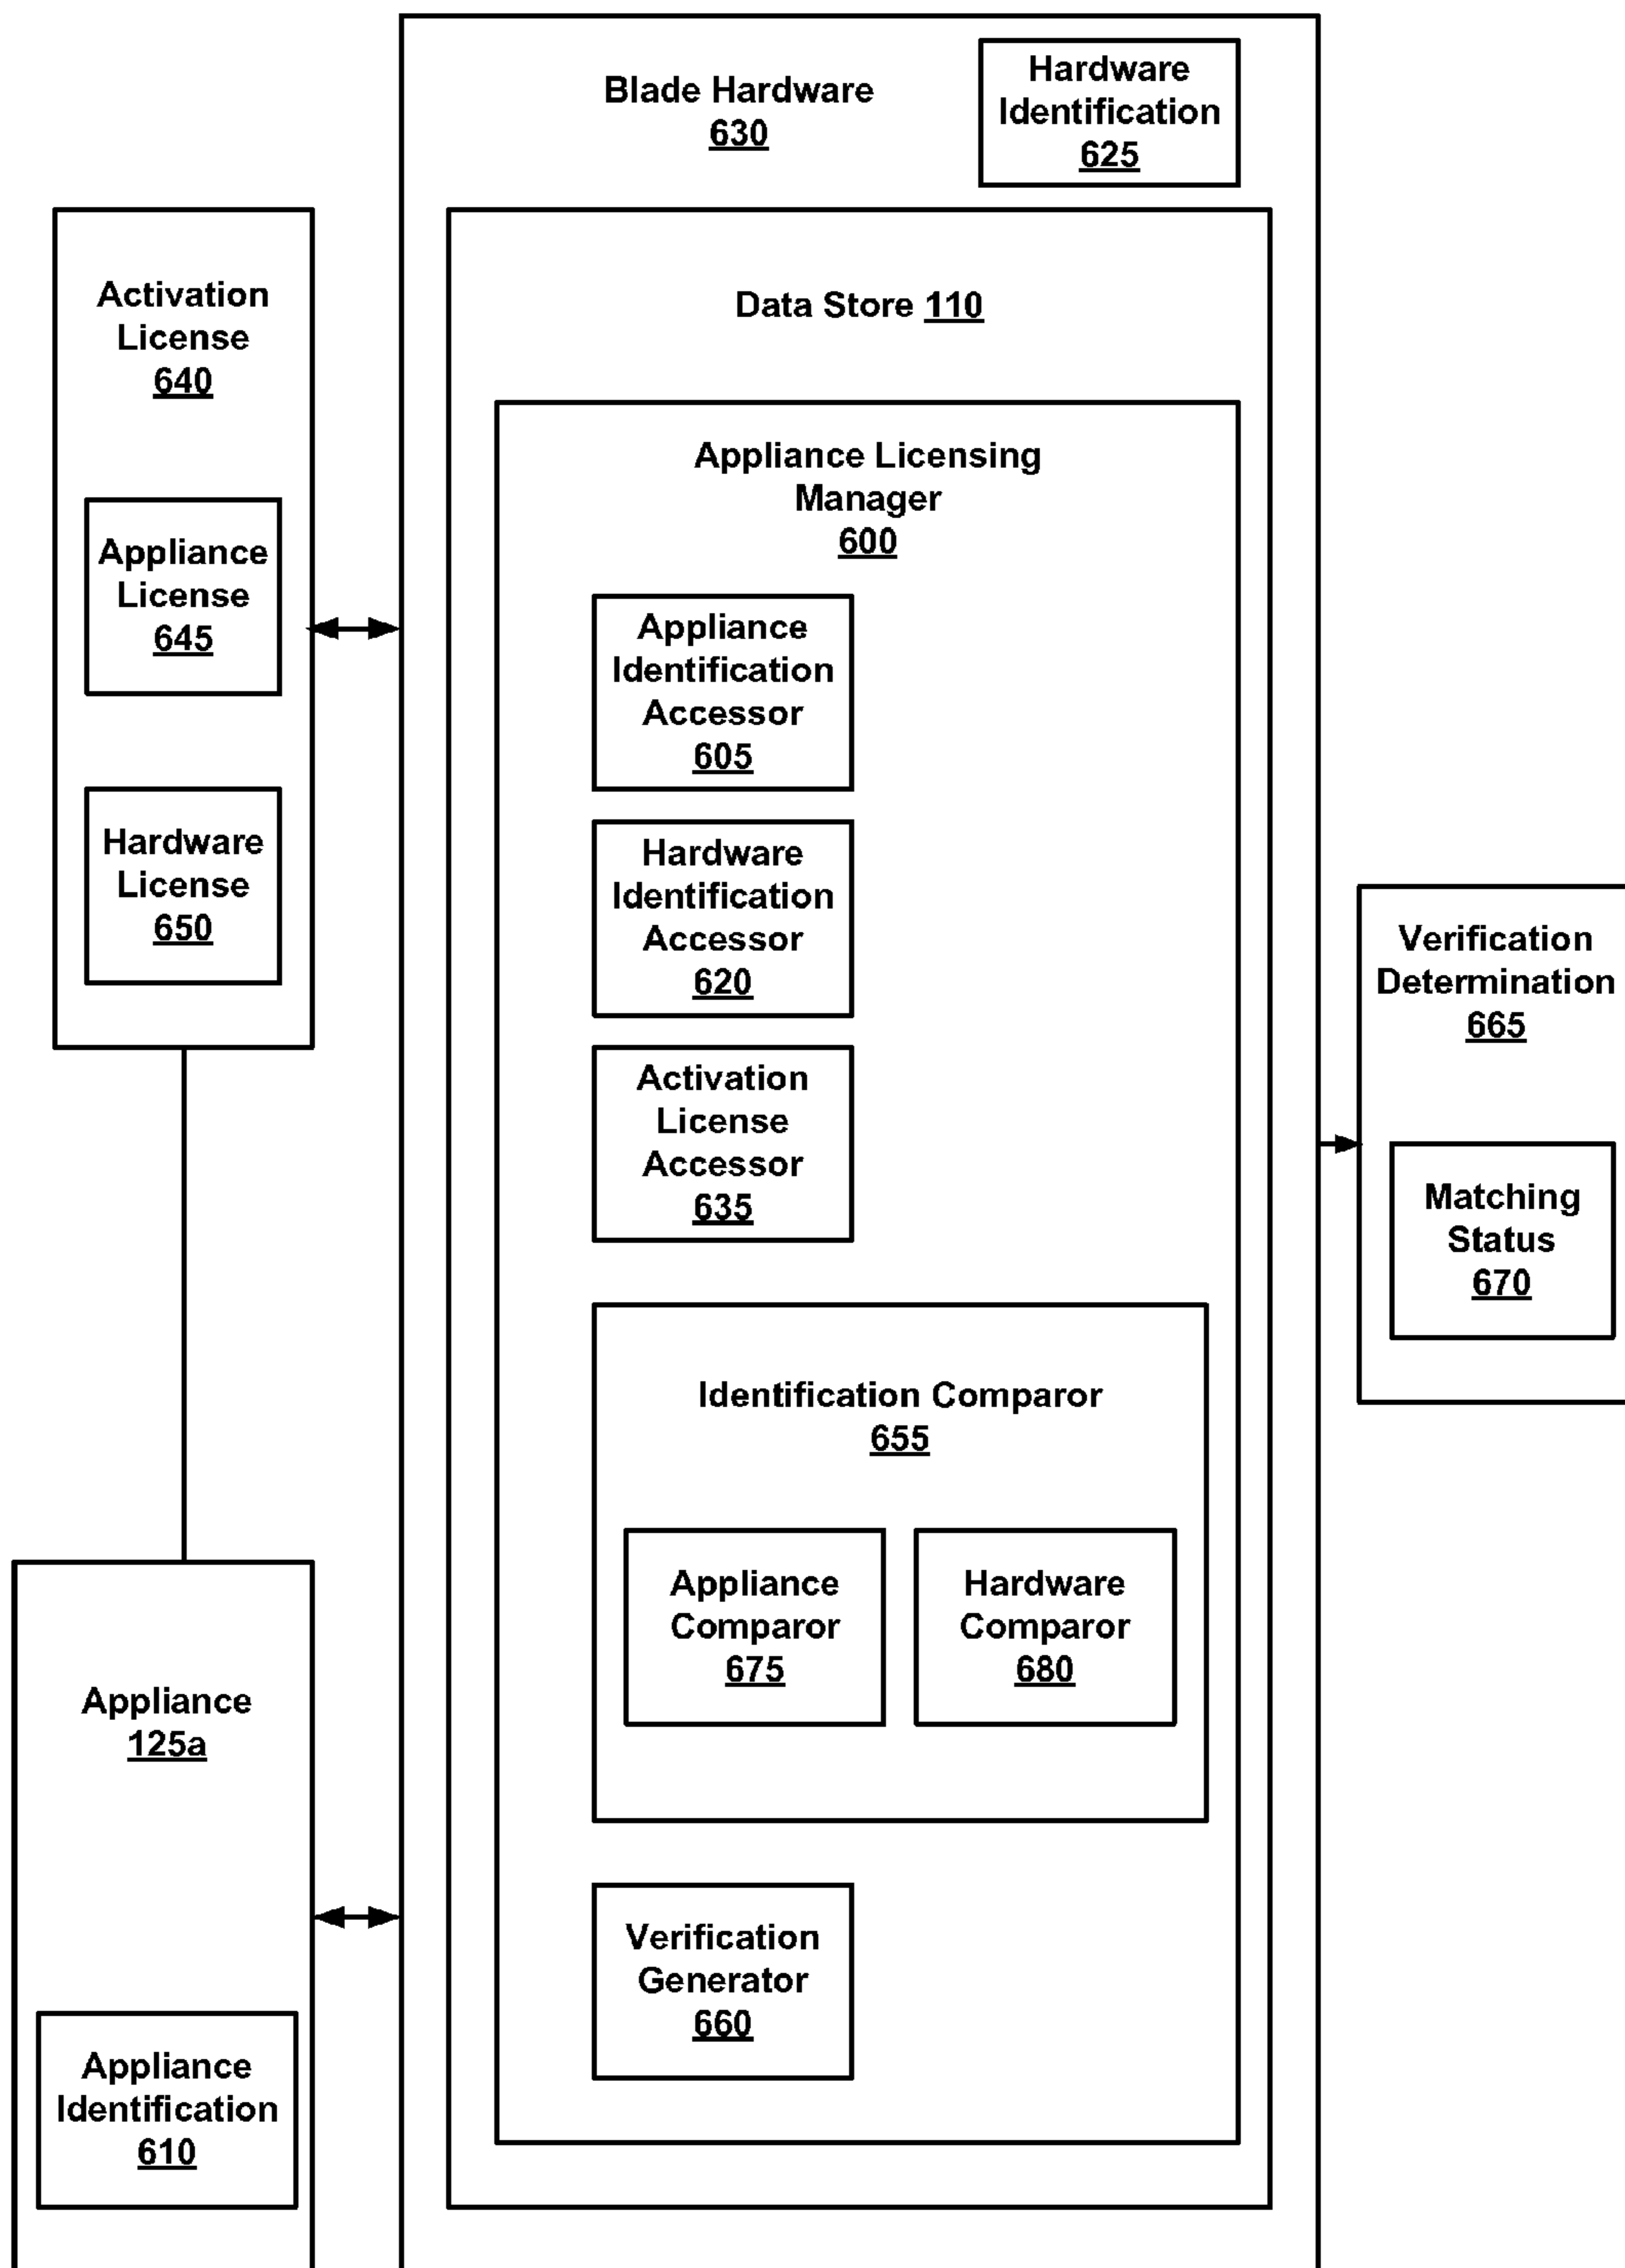 Blade Hardware
630
Hardware
Identification
625
Activation
License
640
Appliance
License
645
Hardware
License
650
Data Store 110
Appliance Licensing
Manager
600
Appliance
Identification
Accessor
605
Hardware
Identification
Accessor
620
Activation
License
Accessor
635
Identification Comparor
655
Appliance
Comparor
675
Hardware
Comparor
680
Verification
Generator
660
Verification
Determination
665
Matching
Status
670
Appliance
125a
Appliance
Identification
610